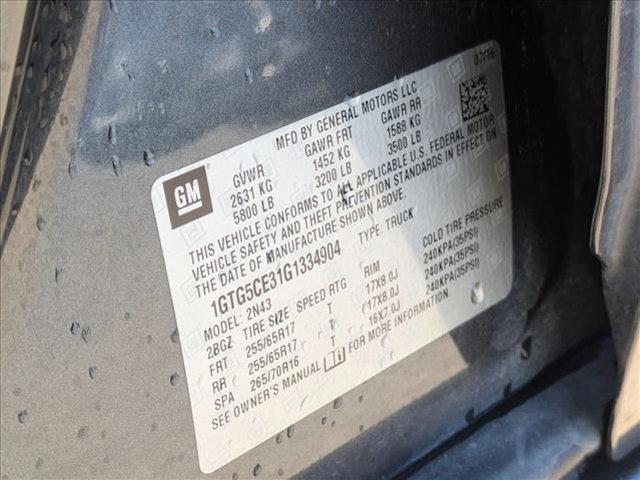 07/16
MFD BY GENERAL MOTORS LLC
GM
GVWR GAWR FRT GAWR RR
2631 KG 1452 KG 1588 KG
5800 LB 3200 LB 3500 LB
THIS VEHICLE CONFORMS TO ALL APPLICABLE U.S. FEDERAL MOTOR
VEHICLE SAFETY AND THEFT PREVENTION STANDARDS IN EFFECT ON
THE DATE OF MANUFACTURE SHOWN ABOVE.
1GTG5CE31G1334904 TYPE: TRUCK
MODEL: 2N43
2BGZ TIRE SIZE SPEED RTG RIM COLD TIRE PRESSURE
FRT 255/65R17 T 17X8.0J 240KPA(35PSI)
RR 255/65R17 T 17X8.0J 240KPA(35PSI)
SPA 265/70R16 T 16X7.0J 240KPA(35PSI)
SEE OWNER'S MANUAL FOR MORE INFORMATION.